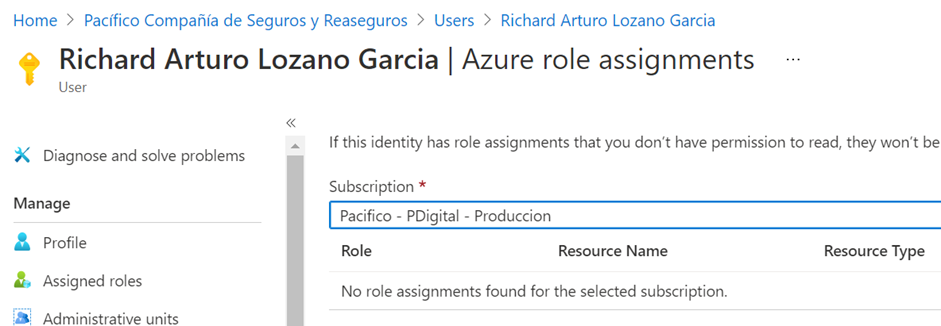 Home > Pacífico Compañía de Seguros y Reaseguros > Users > Richard Arturo Lozano Garcia
Richard Arturo Lozano Garcia | Azure role assignments ...
User
«
Diagnose and solve problems
Manage
Profile
Assigned roles
Administrative units
If this identity has role assignments that you don't have permission to read, they won't be
Subscription *
Pacifico - PDigital - Produccion
Role Resource Name Resource Type
No role assignments found for the selected subscription.